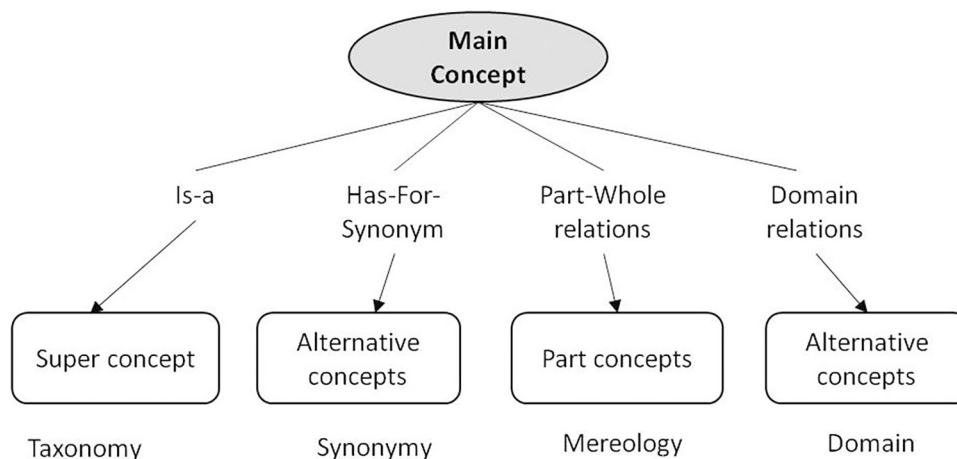 Main
Concept
Is-a
Has-For-
Synonym
Part-Whole
relations
Domain
relations
Super concept
Alternative
concepts
Part concepts
Alternative
concepts
Taxonomy
Synonymy
Mereology
Domain